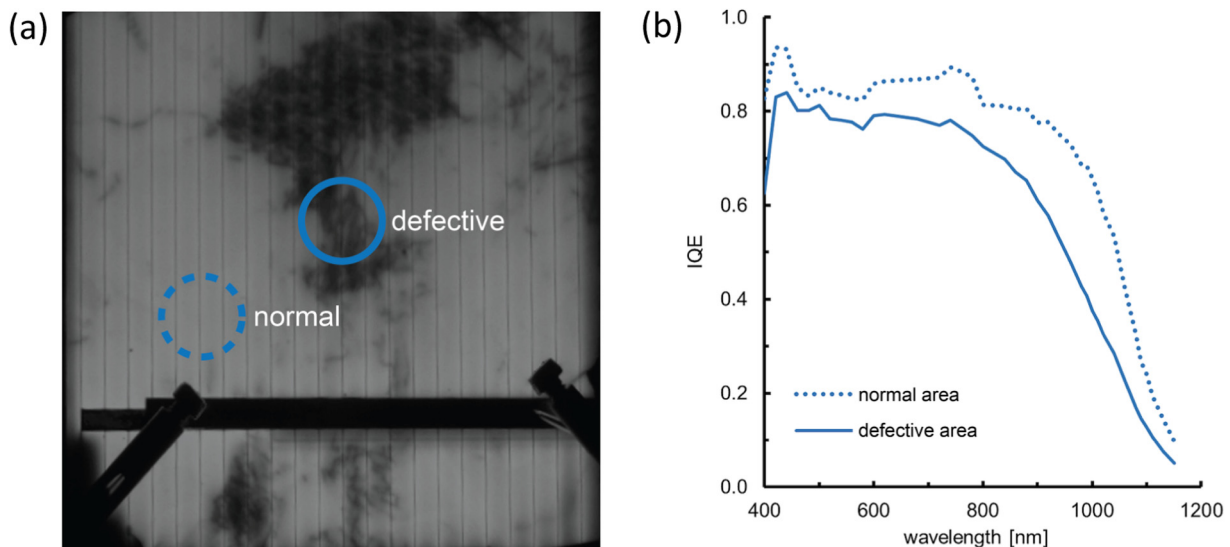 (a)
defective
normal
(b)
1.0
0.8
0.6
0.4
0.2
0.0
IQE
normal area
defective area
400
600
800
1000
1200
wavelength [nm]